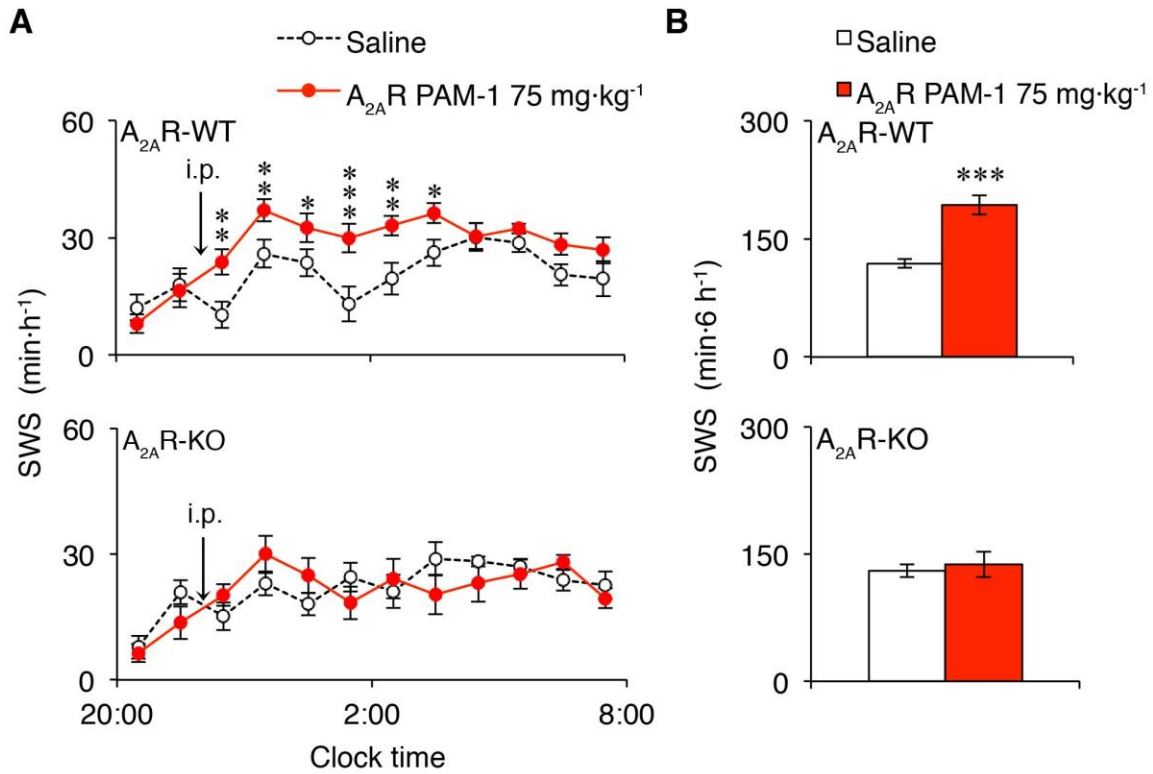 A
Saline
A2AR PAM-1 75 mg·kg-1
60
A2AR-WT
i.p.
**
**
*
***
**
*
30
0
SWS (min·h-1)
60
A2AR-KO
i.p.
30
0
20:00
2:00
8:00
Clock time
B
Saline
A2AR PAM-1 75 mg·kg-1
300
A2AR-WT
***
150
0
SWS (min·6 h-1)
300
A2AR-KO
150
0